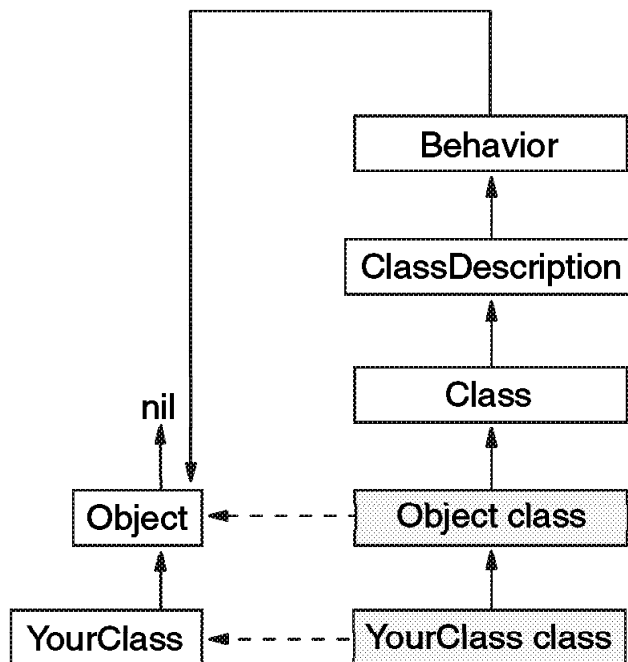 Behavior
ClassDescription
Class
nil
Object
Object class
YourClass
YourClass class